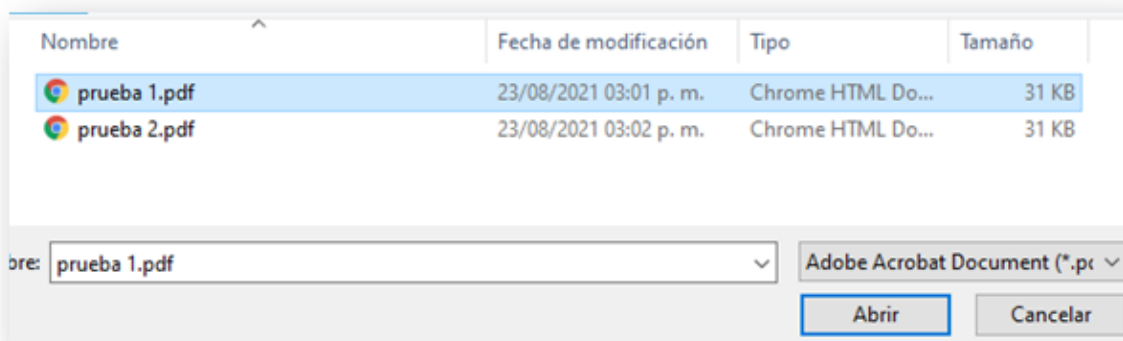 Nombre Fecha de modificación Tipo Tamaño
prueba 1.pdf 23/08/2021 03:01 p. m. Chrome HTML Do... 31 KB
prueba 2.pdf 23/08/2021 03:02 p. m. Chrome HTML Do... 31 KB
bre: prueba 1.pdf Adobe Acrobat Document (*.pd
Abrir Cancelar